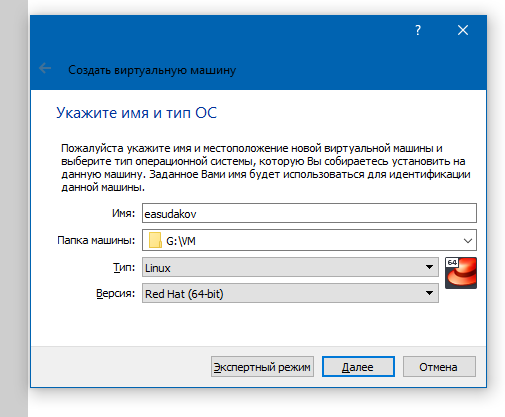 ?
Создать виртуальную машину
Укажите имя и тип ОС
Пожалуйста укажите имя и местоположение новой виртуальной машины и
выберите тип операционной системы, которую Вы собираетесь установить на
данную машину. Заданное Вами имя будет использоваться для идентификации
данной машины.
Имя: easudakov
Папка машины: G:\VM
Тип: Linux
64
Версия: Red Hat (64-bit)
Экспертный режим Далее Отмена